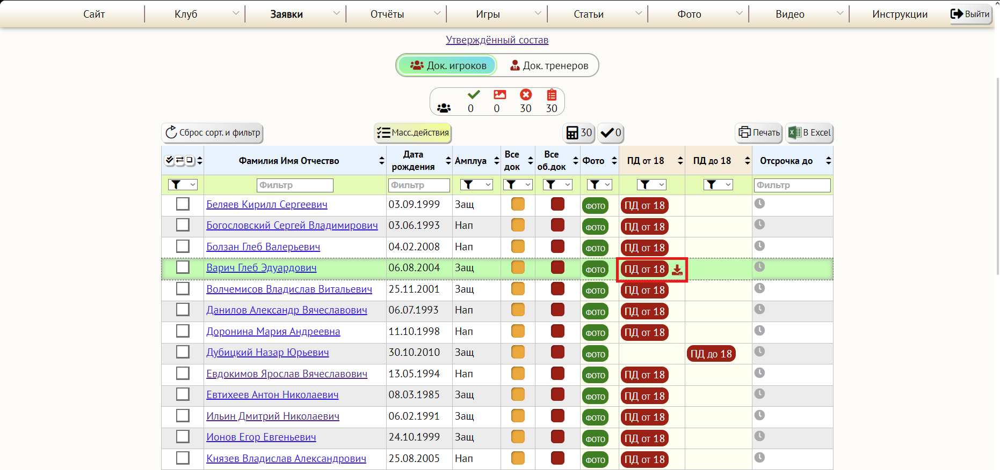 Сайт Клуб Заявки Отчёты Игры Статьи Фото Видео Инструкции Выйти
Утверждённый состав
Док. игроков Док. тренеров
0 0 30 30
Сброс сорт. и фильтр Масс.действия 30 0 Печать В Excel
Фамилия Имя Отчество Дата рождения Амплуа Все док Все об.док Фото ПД от 18 ПД до 18 Отсрочка до
Фильтр Фильтр Фильтр
Беляев Кирилл Сергеевич 03.09.1999 Защ фото ПД от 18
Богословский Сергей Владимирович 03.06.1993 Нап фото ПД от 18
Болзан Глеб Валерьевич 04.02.2008 Нап фото ПД от 18
Варич Глеб Эдуардович 06.08.2004 Защ фото ПД от 18
Волчемисов Владислав Витальевич 25.11.2001 Защ фото ПД от 18
Данилов Александр Вячеславович 06.07.1993 Нап фото ПД от 18
Доронина Мария Андреевна 11.10.1998 Нап фото ПД от 18
Дубицкий Назар Юрьевич 30.10.2010 Защ фото ПД до 18
Евдокимов Ярослав Вячеславович 13.05.1994 Нап фото ПД от 18
Евтихеев Антон Николаевич 08.03.1985 Защ фото ПД от 18
Ильин Дмитрий Николаевич 06.02.1991 Защ фото ПД от 18
Ионов Егор Евгеньевич 24.10.1999 Защ фото ПД от 18
Князев Владислав Александрович 25.08.2005 Нап фото ПД от 18